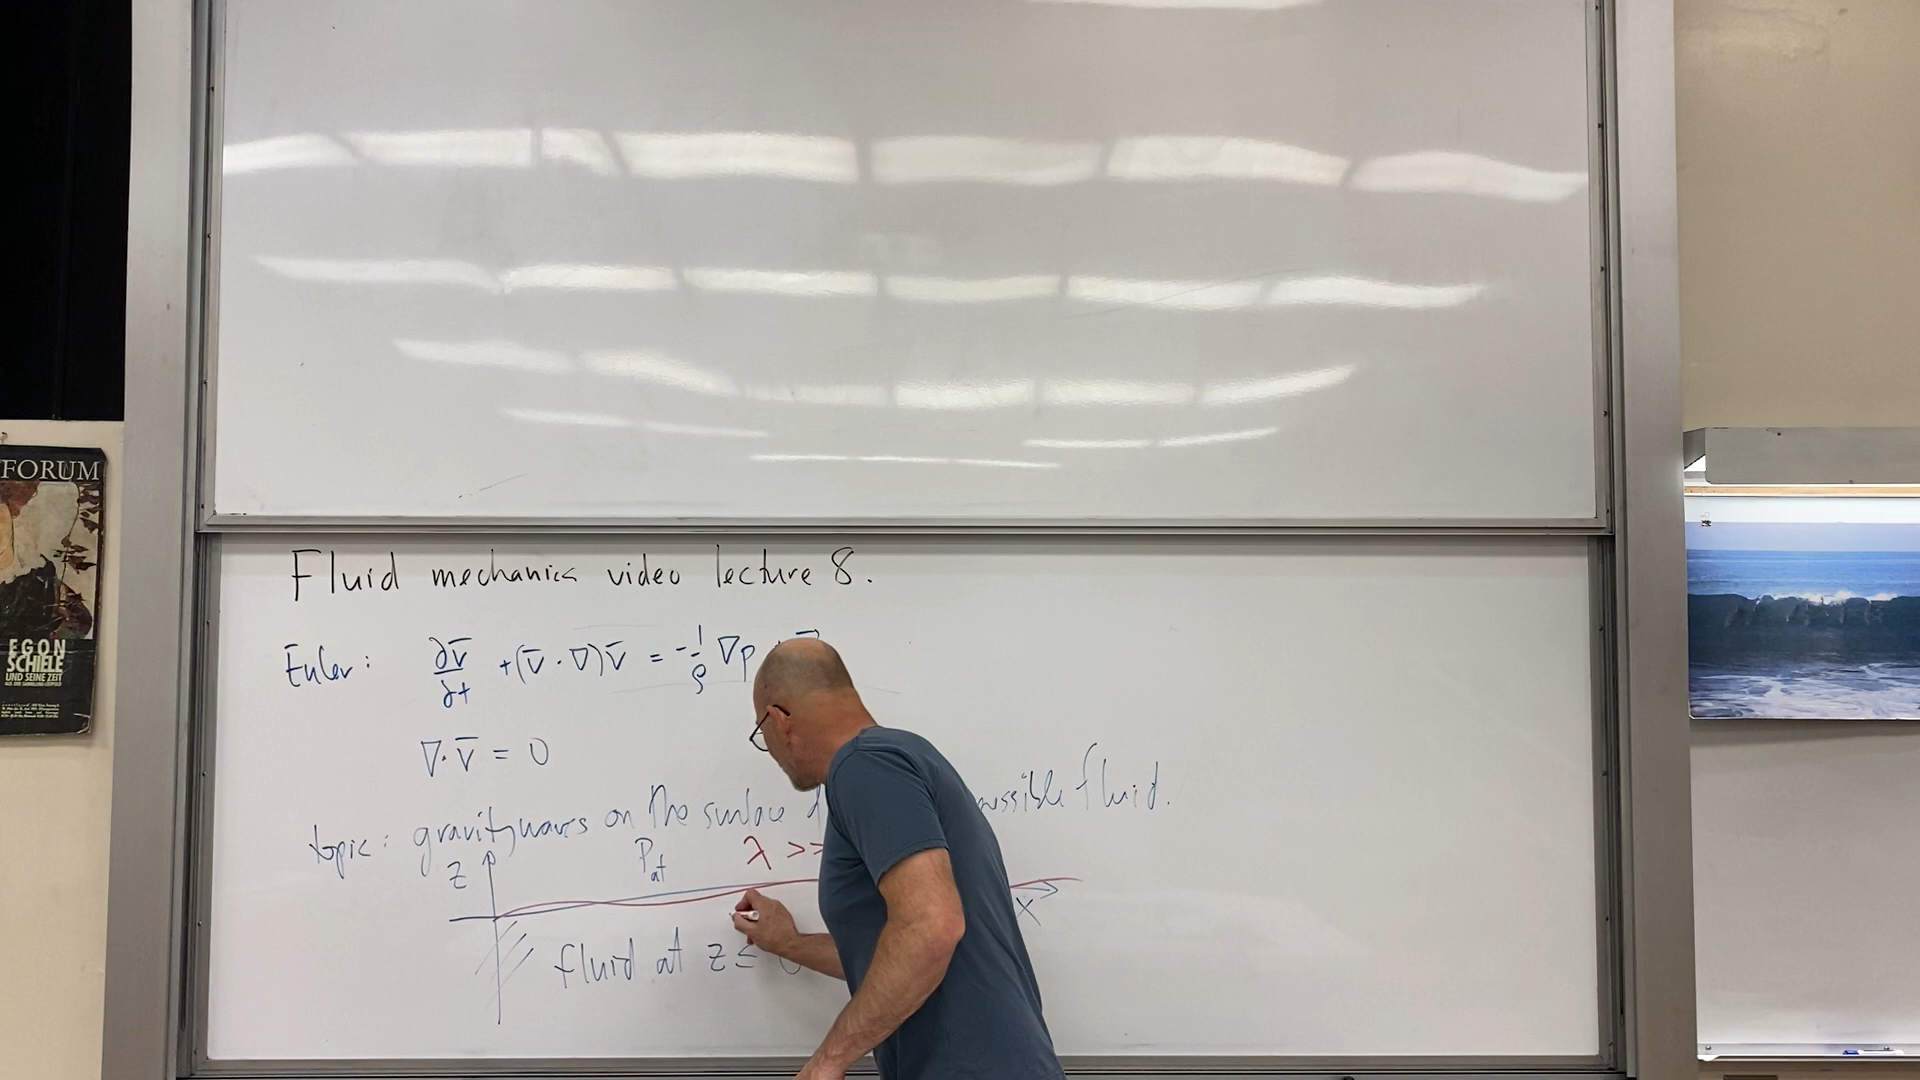 Fluid mechanics video lecture 8.
Euler: ∂v̄/∂t + (v̄ · ∇)v̄ = -1/ρ ∇p
∇·v̄ = 0
topic: gravity waves on the surface fluid.
P_at λ >>
z
x
fluid at z ≤ 0
FORUM
EGON
SCHIELE
UND SEINE ZEIT